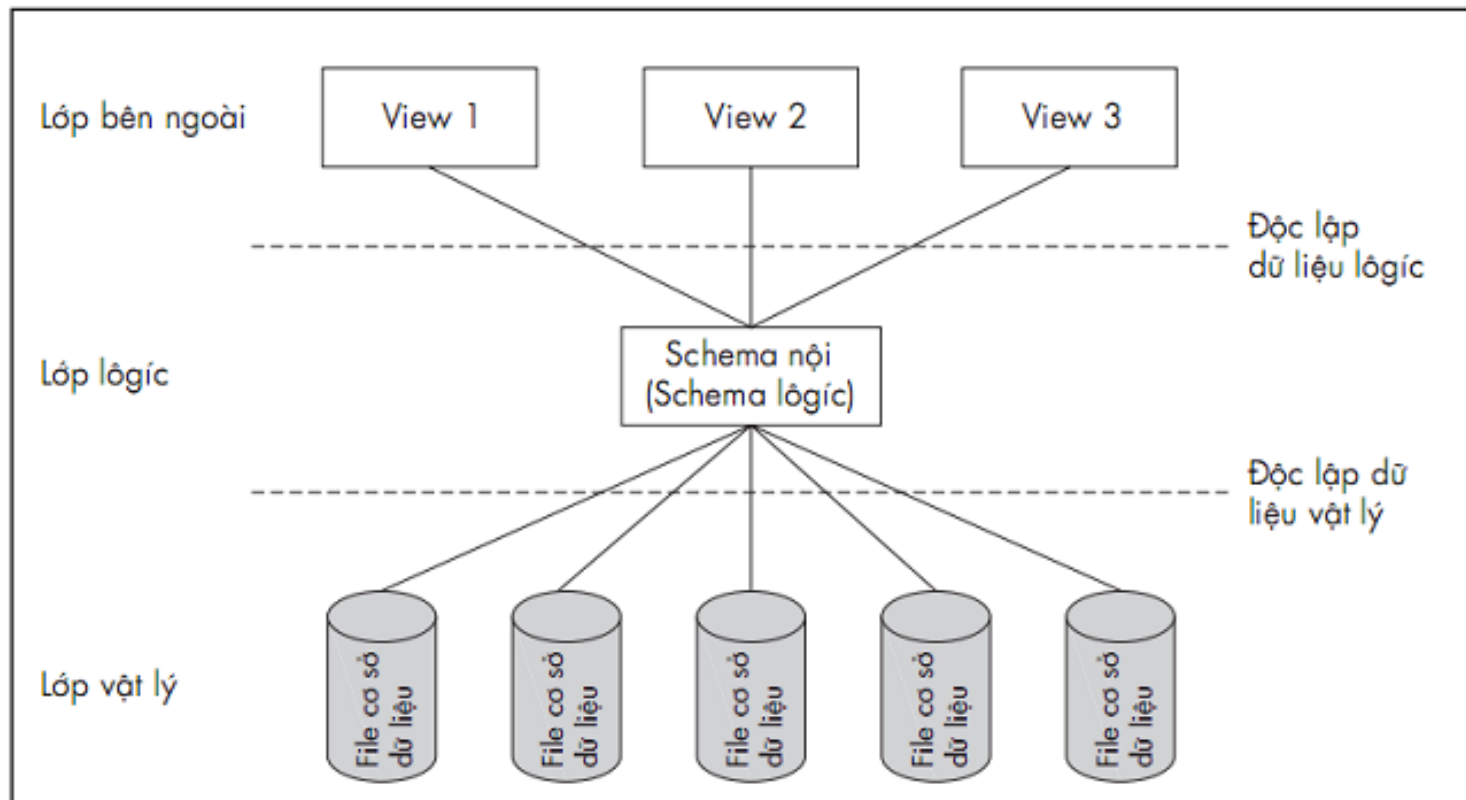 Lớp bên ngoài
View 1
View 2
View 3
Độc lập
dữ liệu lôgíc
Lớp lôgíc
Schema nội
(Schema lôgíc)
Độc lập dữ
liệu vật lý
Lớp vật lý
File cơ sở
dữ liệu
File cơ sở
dữ liệu
File cơ sở
dữ liệu
File cơ sở
dữ liệu
File cơ sở
dữ liệu